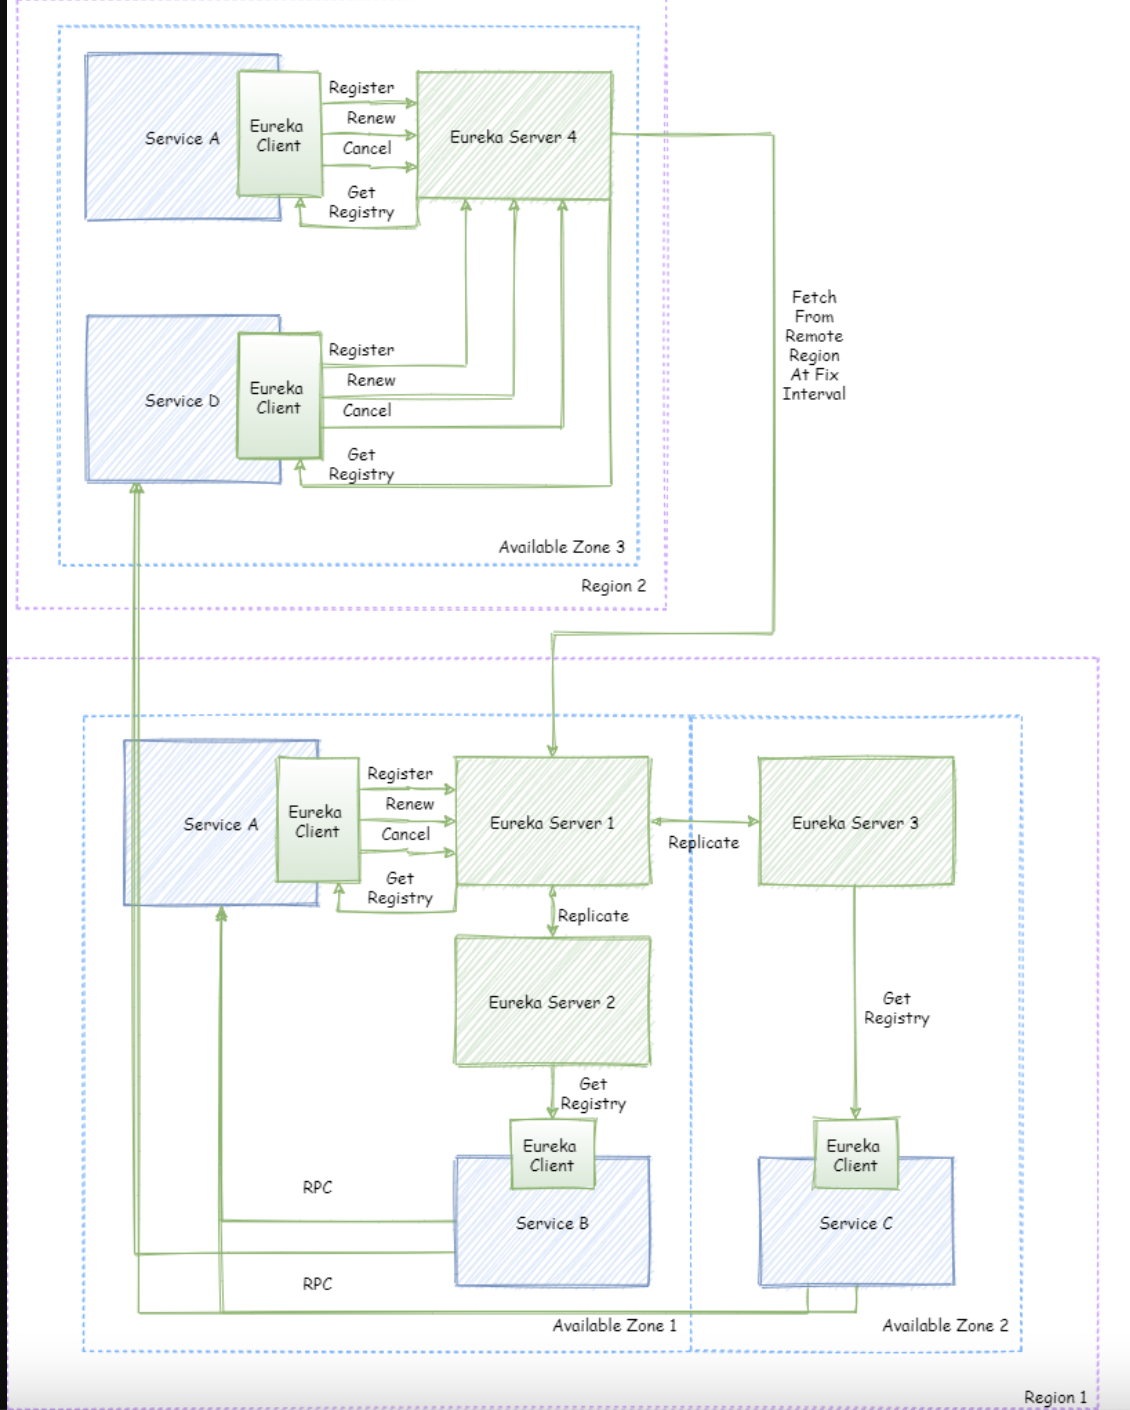 Service A
Eureka
Client
Register
Renew
Cancel
Get
Registry
Eureka Server 4
Fetch
From
Remote
Region
At Fix
Interval
Service D
Eureka
Client
Register
Renew
Cancel
Get
Registry
Available Zone 3
Region 2
Service A
Eureka
Client
Register
Renew
Cancel
Get
Registry
Eureka Server 1
Replicate
Eureka Server 3
Replicate
Eureka Server 2
Get
Registry
Get
Registry
Eureka
Client
Service B
Eureka
Client
Service C
RPC
RPC
Available Zone 1
Available Zone 2
Region 1